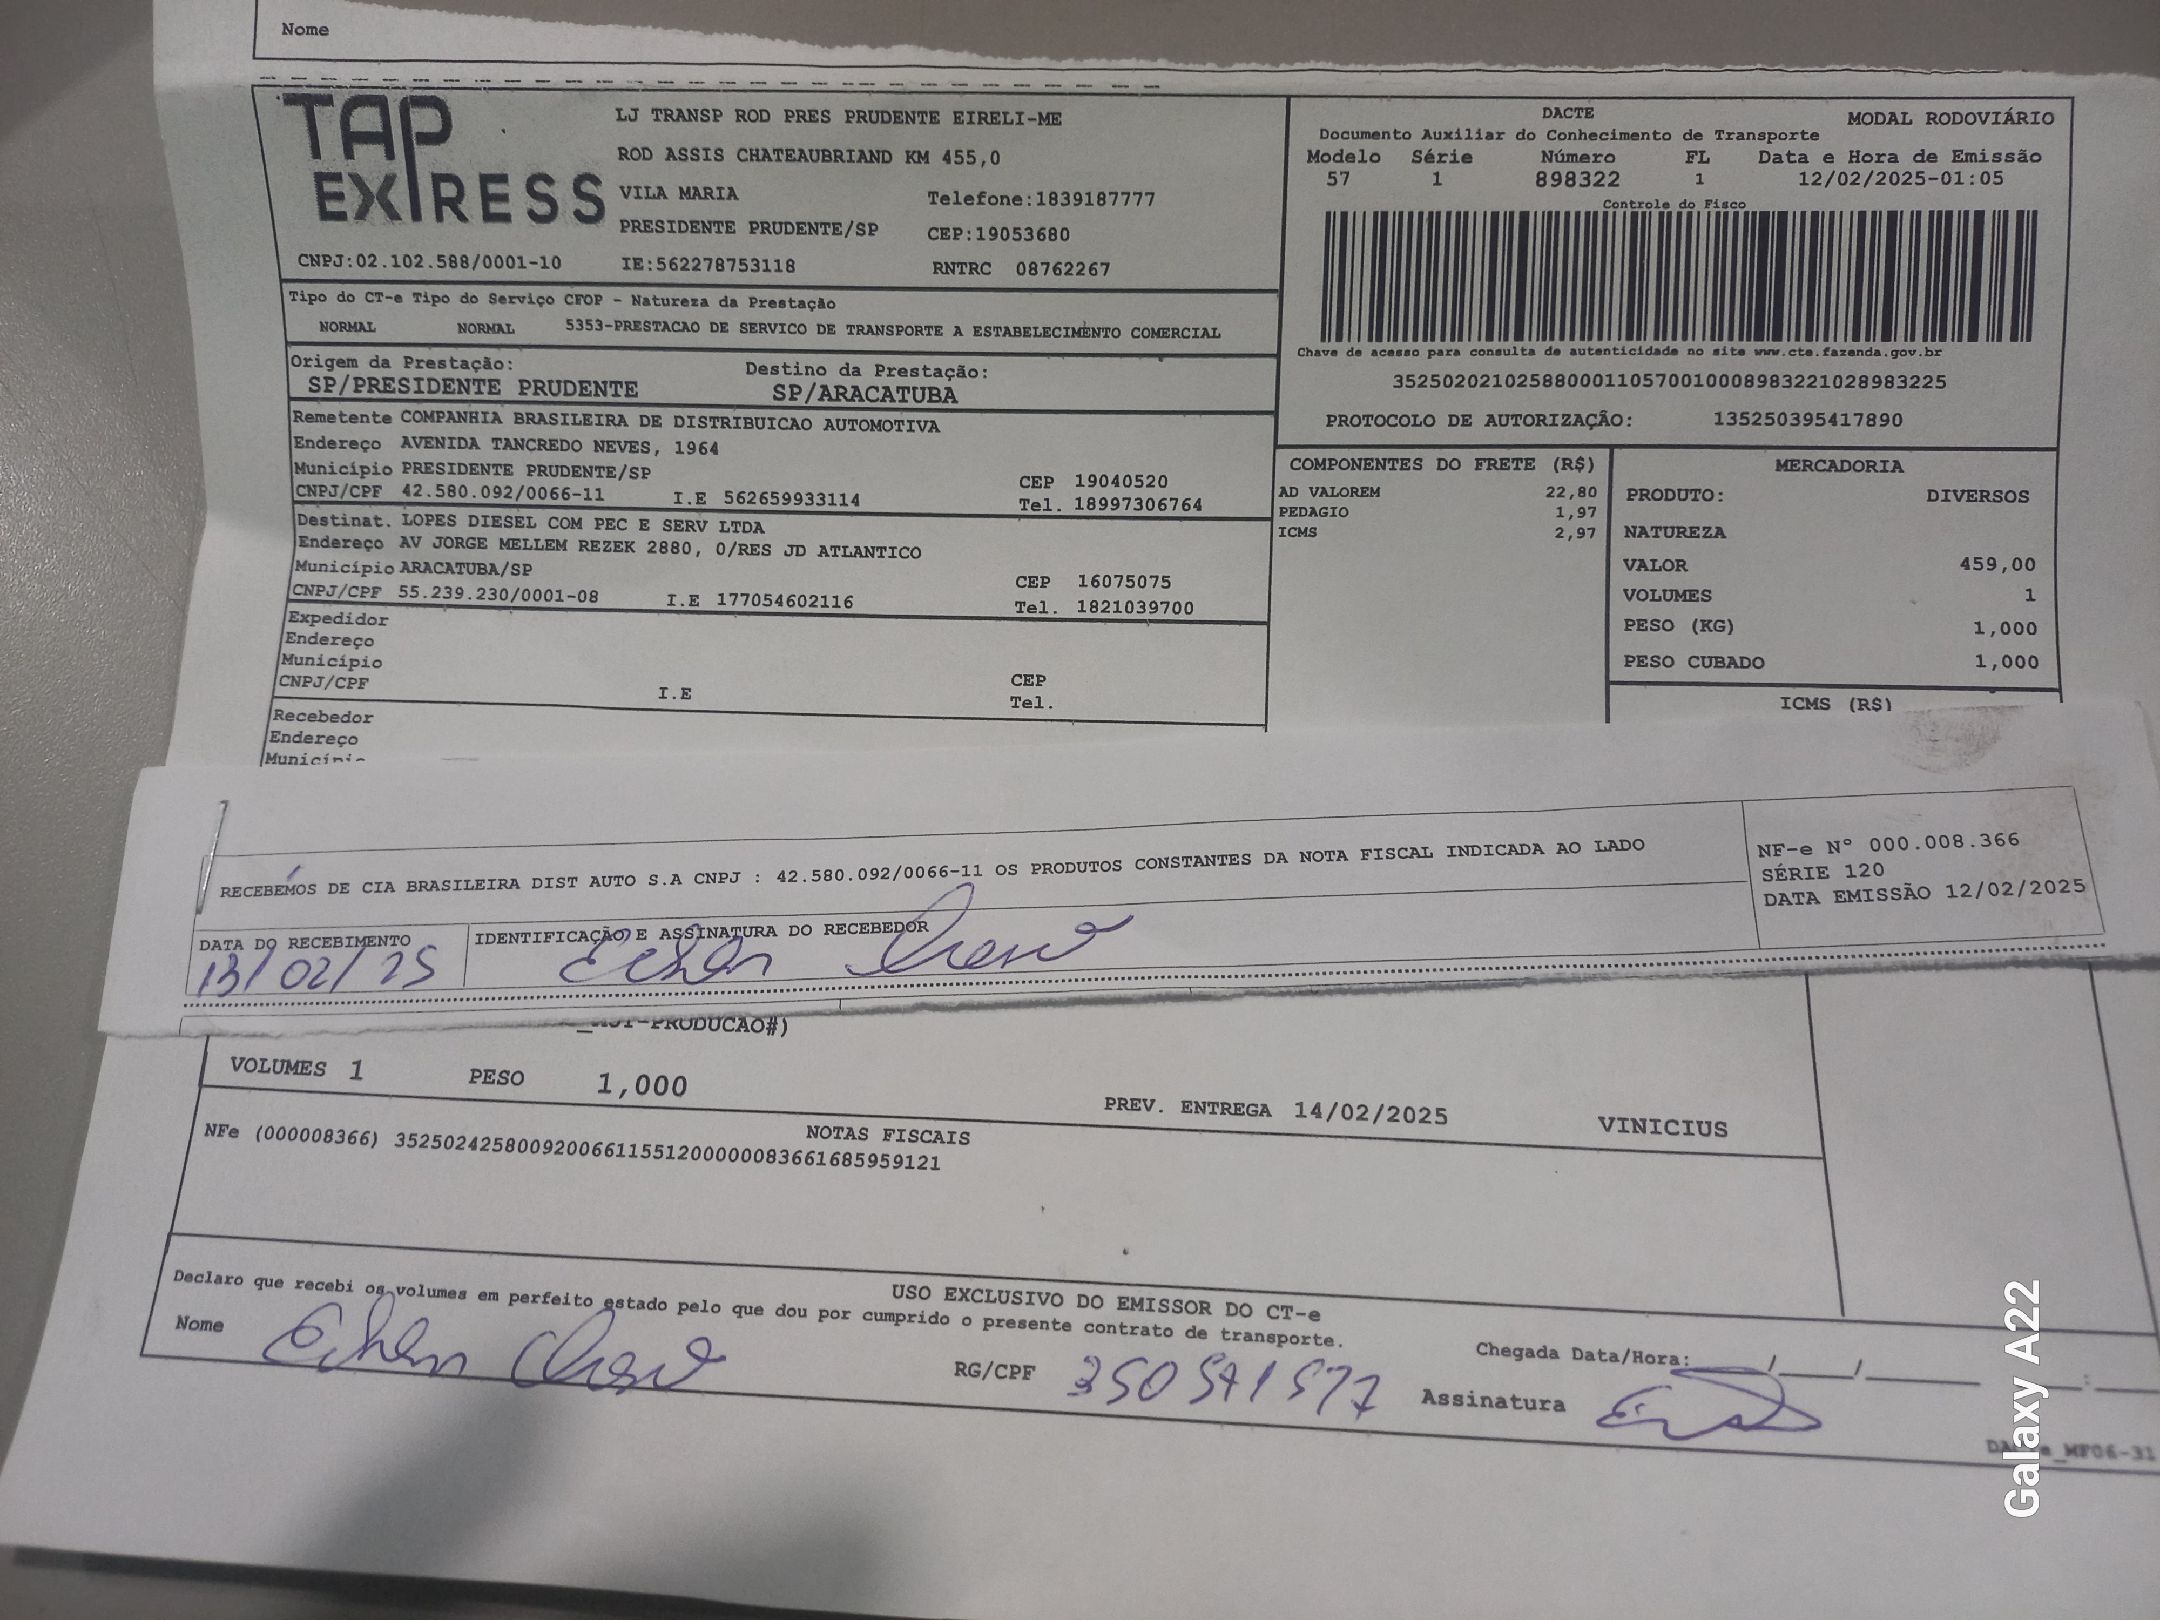 Nome
TAP EXPRESS
LJ TRANSP ROD PRES PRUDENTE EIRELI-ME
ROD ASSIS CHATEAUBRIAND KM 455,0
VILA MARIA Telefone:1839187777
PRESIDENTE PRUDENTE/SP CEP:19053680
CNPJ:02.102.588/0001-10 IE:562278753118 RNTRC 08762267
DACTE MODAL RODOVIÁRIO
Documento Auxiliar do Conhecimento de Transporte
Modelo Série Número FL Data e Hora de Emissão
57 1 898322 1 12/02/2025-01:05
Controle do Fisco
Chave de acesso para consulta de autenticidade no site www.cte.fazenda.gov.br
35250202102588000110570010008983221028983225
PROTOCOLO DE AUTORIZAÇÃO: 135250395417890
Tipo do CT-e Tipo do Serviço CFOP - Natureza da Prestação
NORMAL NORMAL 5353-PRESTACAO DE SERVICO DE TRANSPORTE A ESTABELECIMENTO COMERCIAL
Origem da Prestação: Destino da Prestação:
SP/PRESIDENTE PRUDENTE SP/ARACATUBA
Remetente COMPANHIA BRASILEIRA DE DISTRIBUICAO AUTOMOTIVA
Endereço AVENIDA TANCREDO NEVES, 1964
Município PRESIDENTE PRUDENTE/SP CEP 19040520
CNPJ/CPF 42.580.092/0066-11 I.E 562659933114 Tel. 18997306764
Destinat. LOPES DIESEL COM PEC E SERV LTDA
Endereço AV JORGE MELLEM REZEK 2880, 0/RES JD ATLANTICO
Município ARACATUBA/SP CEP 16075075
CNPJ/CPF 55.239.230/0001-08 I.E 177054602116 Tel. 1821039700
Expedidor
Endereço
Município CEP
CNPJ/CPF I.E Tel.
Recebedor
Endereço
Município
COMPONENTES DO FRETE (R$)
AD VALOREM 22,80
PEDAGIO 1,97
ICMS 2,97
MERCADORIA
PRODUTO: DIVERSOS
NATUREZA
VALOR 459,00
VOLUMES 1
PESO (KG) 1,000
PESO CUBADO 1,000
ICMS (R$)
RECEBEMOS DE CIA BRASILEIRA DIST AUTO S.A CNPJ : 42.580.092/0066-11 OS PRODUTOS CONSTANTES DA NOTA FISCAL INDICADA AO LADO
NF-e N° 000.008.366
SÉRIE 120
DATA EMISSÃO 12/02/2025
DATA DO RECEBIMENTO IDENTIFICAÇÃO E ASSINATURA DO RECEBEDOR
13/02/25
-PRODUCAO#)
VOLUMES 1 PESO 1,000 PREV. ENTREGA 14/02/2025 VINICIUS
NOTAS FISCAIS
NFe (000008366) 35250242580092006611551200000083661685959121
USO EXCLUSIVO DO EMISSOR DO CT-e
Declaro que recebi os volumes em perfeito estado pelo que dou por cumprido o presente contrato de transporte.
Nome RG/CPF 350571577 Chegada Data/Hora: / / :
Assinatura
Galaxy A22